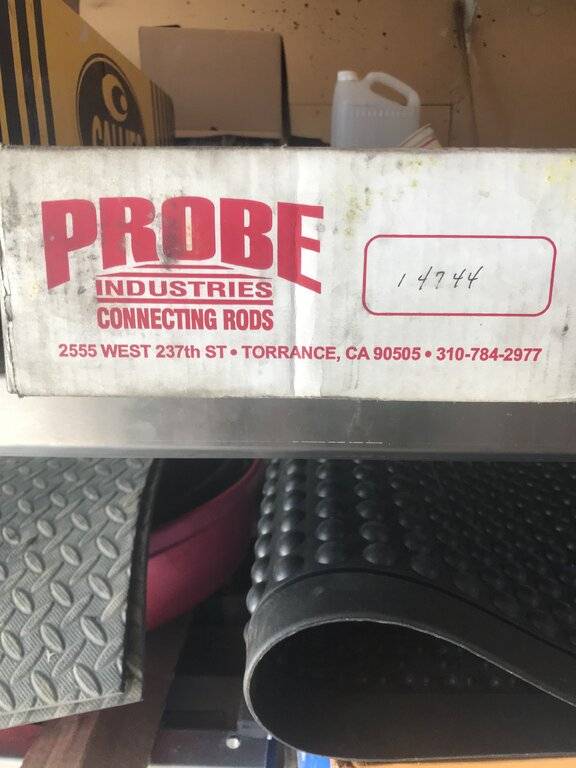 PROBE
INDUSTRIES
CONNECTING RODS
14744
2555 WEST 237th ST • TORRANCE, CA 90505 • 310-784-2977